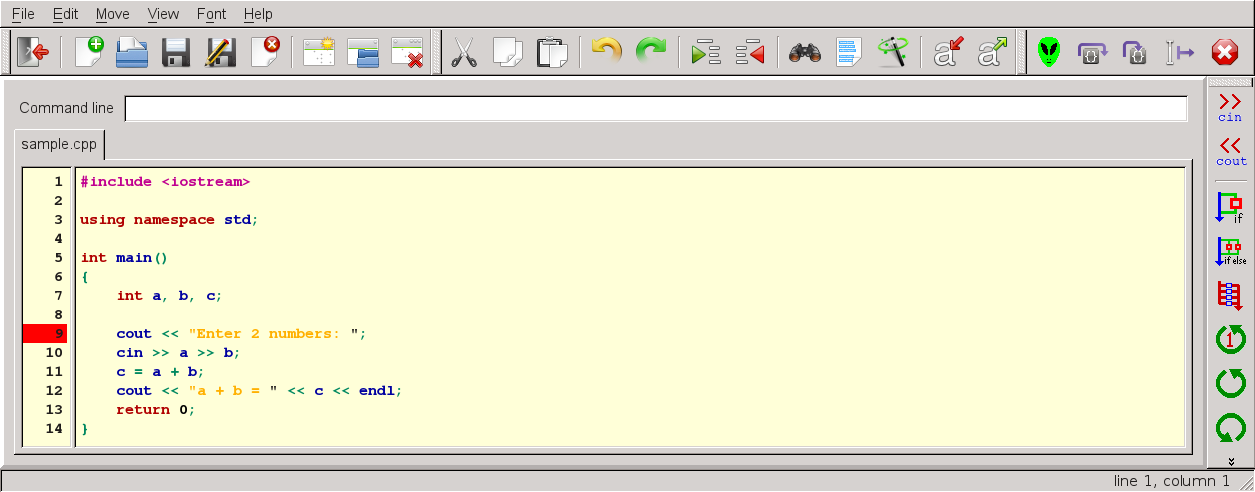 File Edit Move View Font Help
Command line
sample.cpp
1 #include <iostream>
2
3 using namespace std;
4
5 int main()
6 {
7     int a, b, c;
8
9     cout << "Enter 2 numbers: ";
10     cin >> a >> b;
11     c = a + b;
12     cout << "a + b = " << c << endl;
13     return 0;
14 }
a a
>>
cin
<<
cout
if
if else
1
line 1, column 1